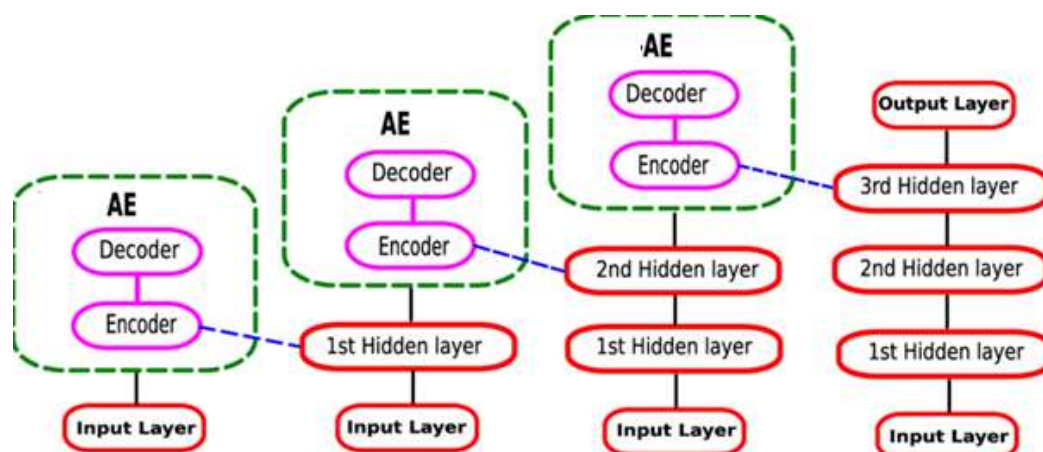 AE
Decoder
Encoder
Input Layer
AE
Decoder
Encoder
1st Hidden layer
Input Layer
AE
Decoder
Encoder
2nd Hidden layer
1st Hidden layer
Input Layer
Output Layer
3rd Hidden layer
2nd Hidden layer
1st Hidden layer
Input Layer